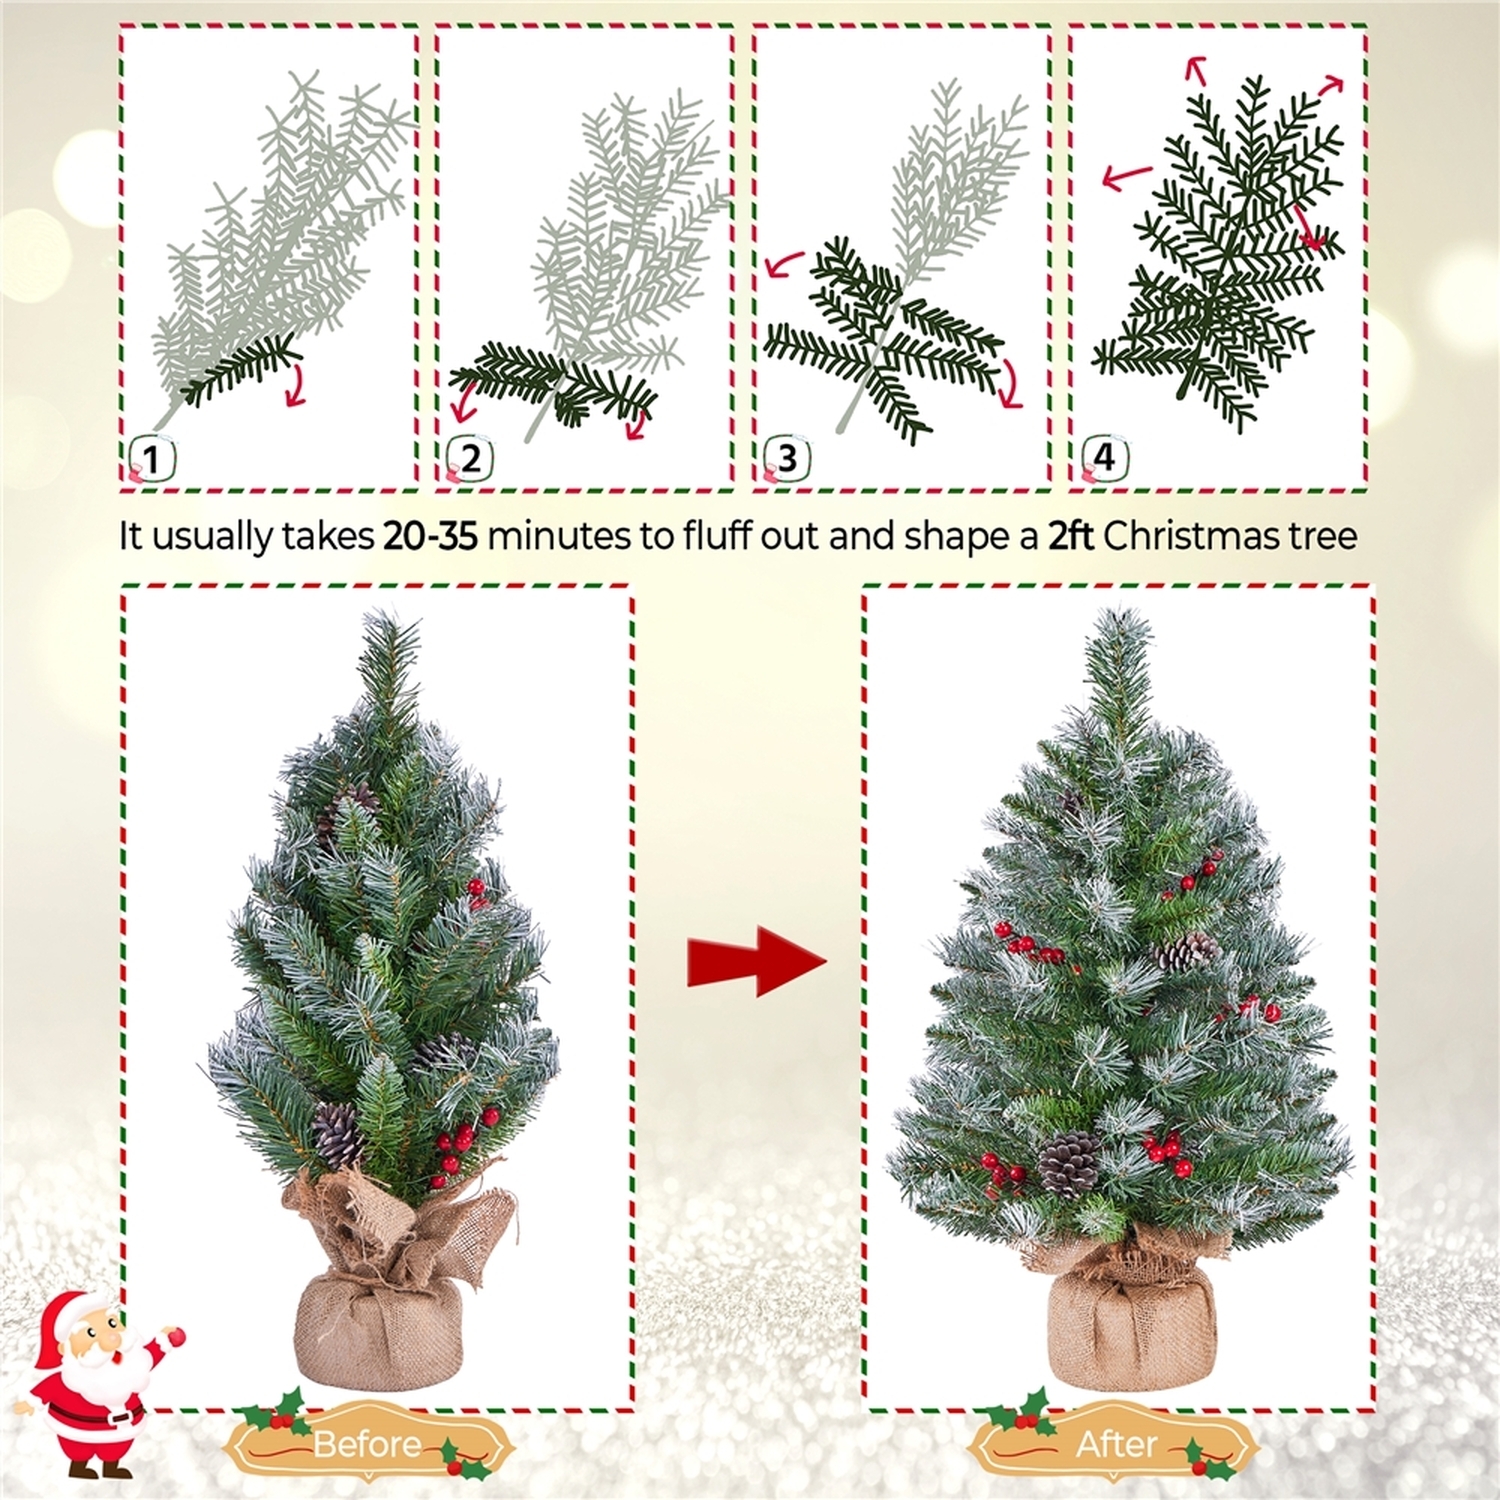 1
2
3
4
It usually takes 20-35 minutes to fluff out and shape a 2ft Christmas tree
Before
After